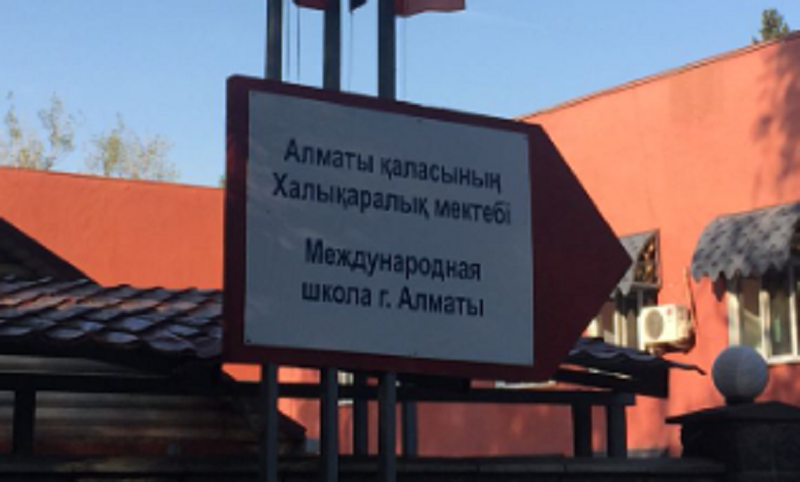 Алматы қаласының
Халықаралық мектебі
Международная
школа г. Алматы